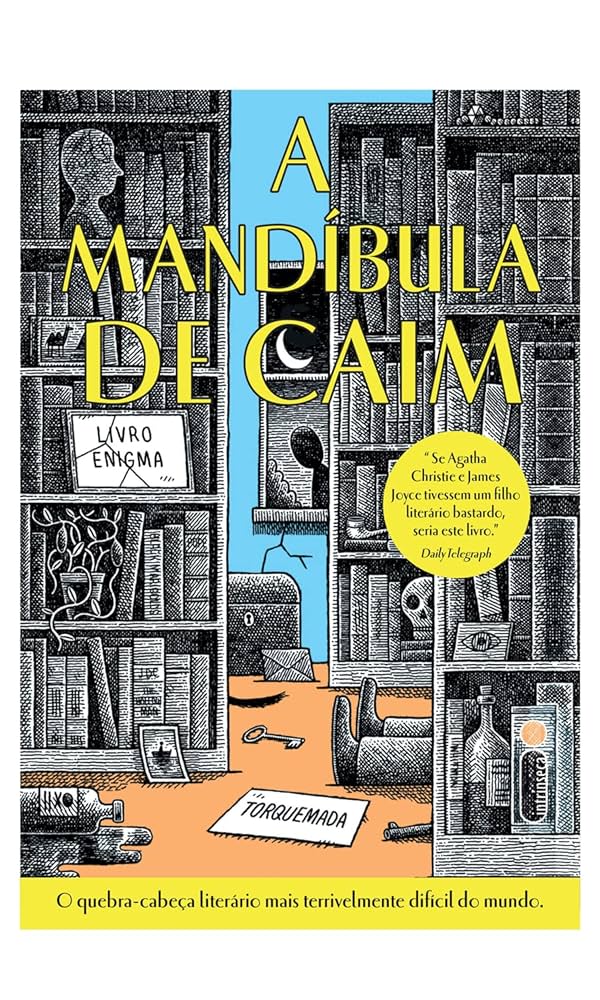 A
MANDÍBULA
DE CAIM
LIVRO
ENIGMA
“ Se Agatha
Christie e James
Joyce tivessem um filho
literário bastardo,
seria este livro.”
Daily Telegraph
TORQUEMADA
intrínseca
O quebra-cabeça literário mais terrivelmente difícil do mundo.